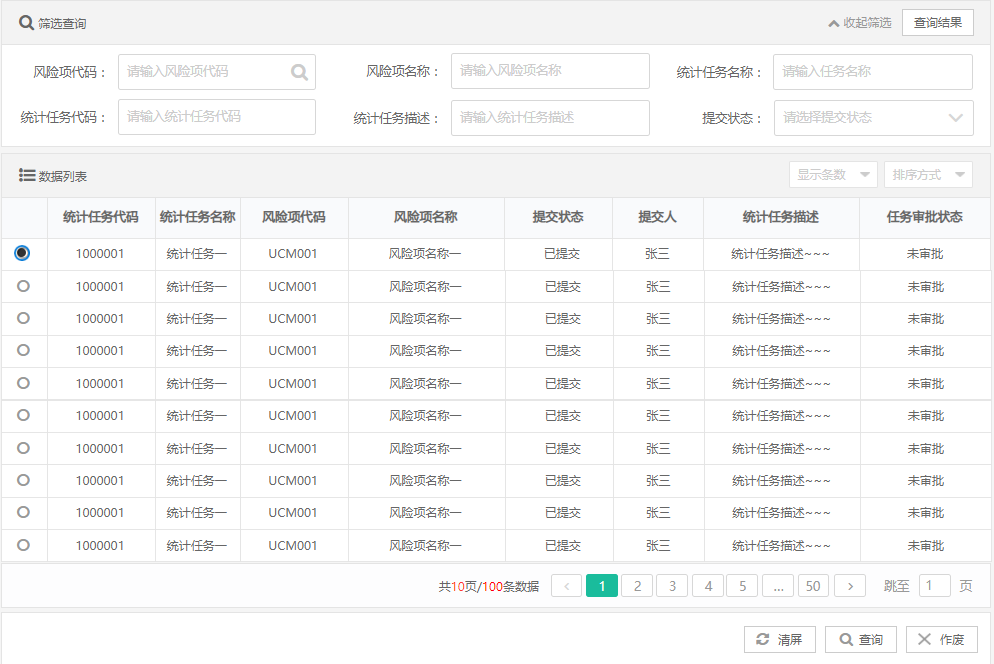 筛选查询 收起筛选 查询结果
风险项代码： 请输入风险项代码 风险项名称： 请输入风险项名称 统计任务名称： 请输入任务名称
统计任务代码： 请输入统计任务代码 统计任务描述： 请输入统计任务描述 提交状态： 请选择提交状态
数据列表 显示条数 排序方式
统计任务代码 统计任务名称 风险项代码 风险项名称 提交状态 提交人 统计任务描述 任务审批状态
1000001 统计任务一 UCM001 风险项名称一 已提交 张三 统计任务描述~~~ 未审批
1000001 统计任务一 UCM001 风险项名称一 已提交 张三 统计任务描述~~~ 未审批
1000001 统计任务一 UCM001 风险项名称一 已提交 张三 统计任务描述~~~ 未审批
1000001 统计任务一 UCM001 风险项名称一 已提交 张三 统计任务描述~~~ 未审批
1000001 统计任务一 UCM001 风险项名称一 已提交 张三 统计任务描述~~~ 未审批
1000001 统计任务一 UCM001 风险项名称一 已提交 张三 统计任务描述~~~ 未审批
1000001 统计任务一 UCM001 风险项名称一 已提交 张三 统计任务描述~~~ 未审批
1000001 统计任务一 UCM001 风险项名称一 已提交 张三 统计任务描述~~~ 未审批
1000001 统计任务一 UCM001 风险项名称一 已提交 张三 统计任务描述~~~ 未审批
1000001 统计任务一 UCM001 风险项名称一 已提交 张三 统计任务描述~~~ 未审批
共10页/100条数据 < 1 2 3 4 5 ... 50 > 跳至 1 页
清屏 查询 作废